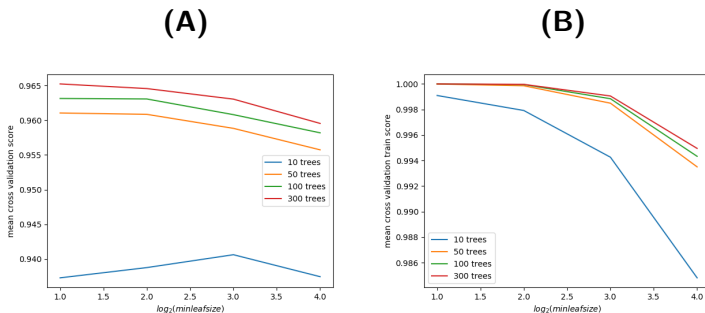 (A)
(B)
mean cross validation score
0.965
0.960
0.955
0.950
0.945
0.940
10 trees
50 trees
100 trees
300 trees
1.0 1.5 2.0 2.5 3.0 3.5 4.0
log₂(minleafsize)
mean cross validation train score
1.000
0.998
0.996
0.994
0.992
0.990
0.988
0.986
10 trees
50 trees
100 trees
300 trees
1.0 1.5 2.0 2.5 3.0 3.5 4.0
log₂(minleafsize)